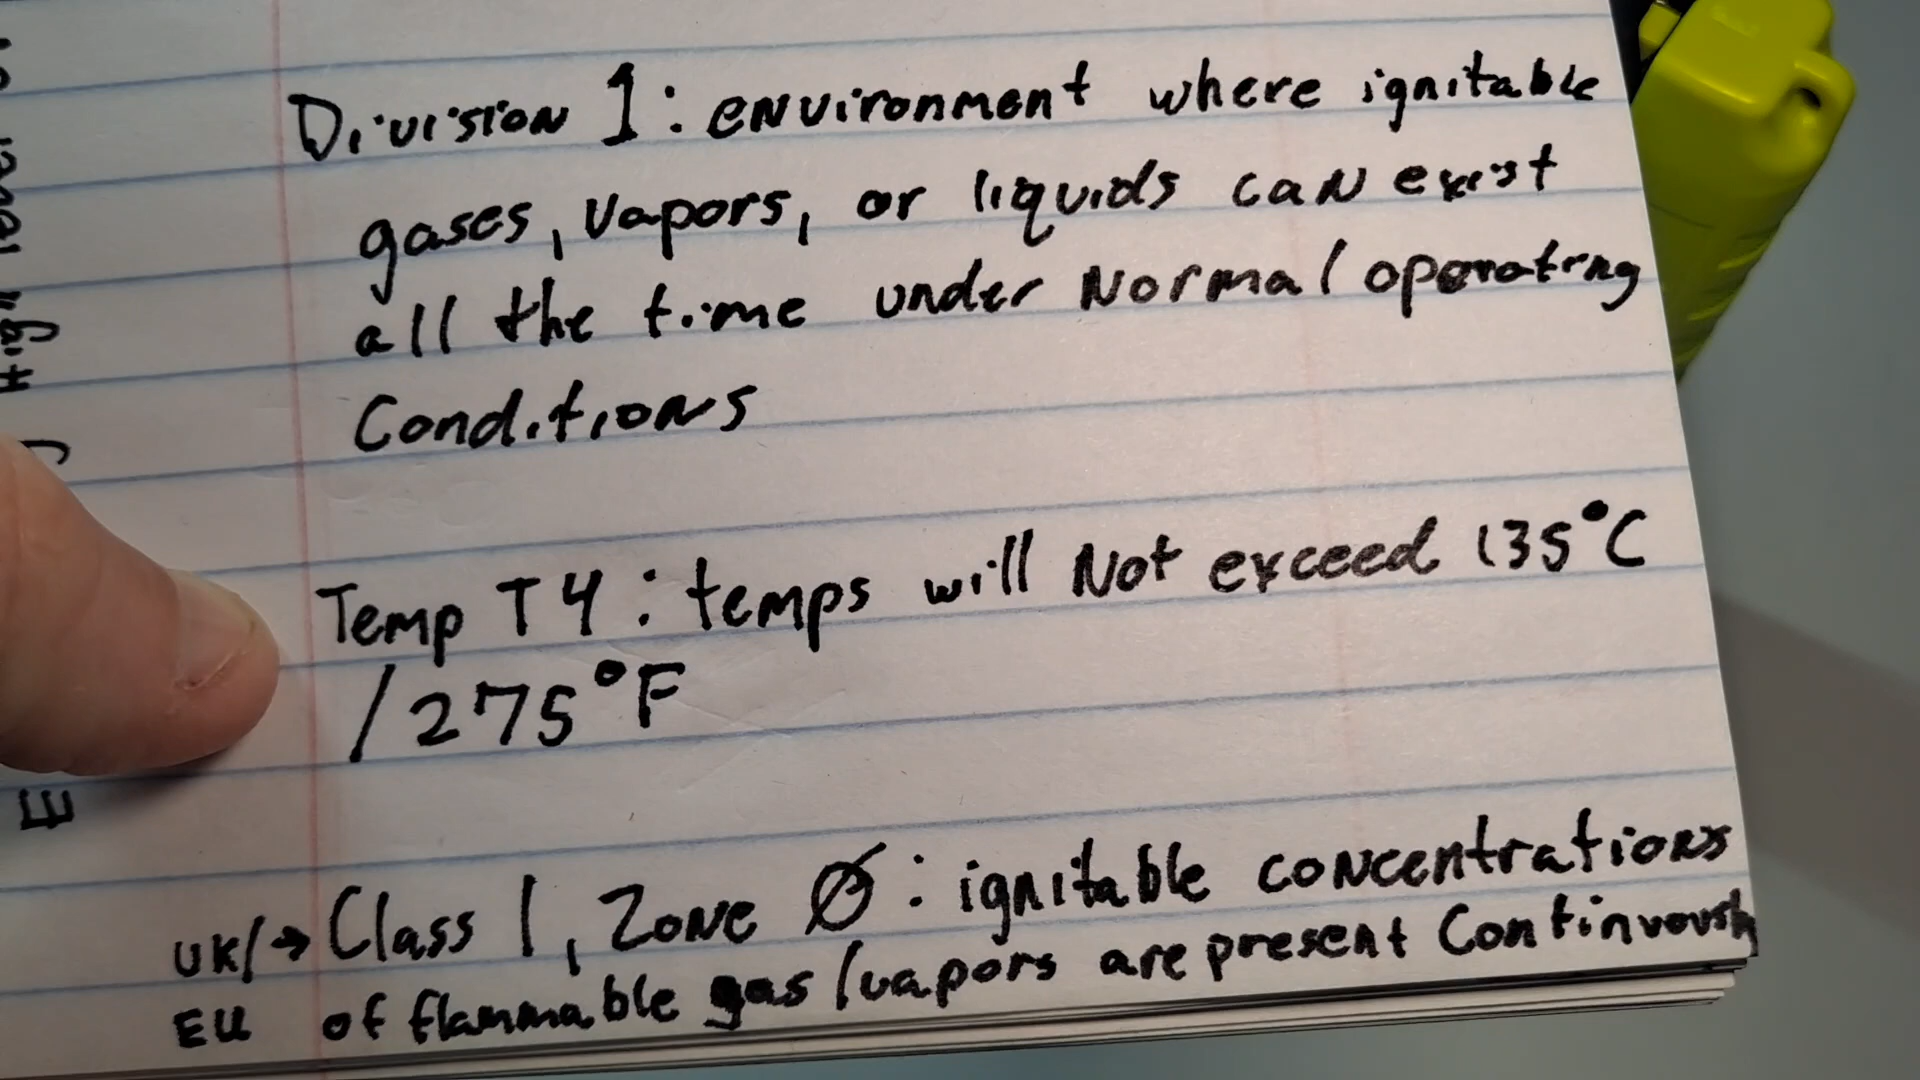 Division 1: environment where ignitable
gases, vapors, or liquids can exist
all the time under Normal operating
Conditions
Temp T4: temps will Not exceed 135°C
/275°F
UK/→ Class 1, Zone Ø: ignitable concentrations
EU of flammable gas/vapors are present Continuously